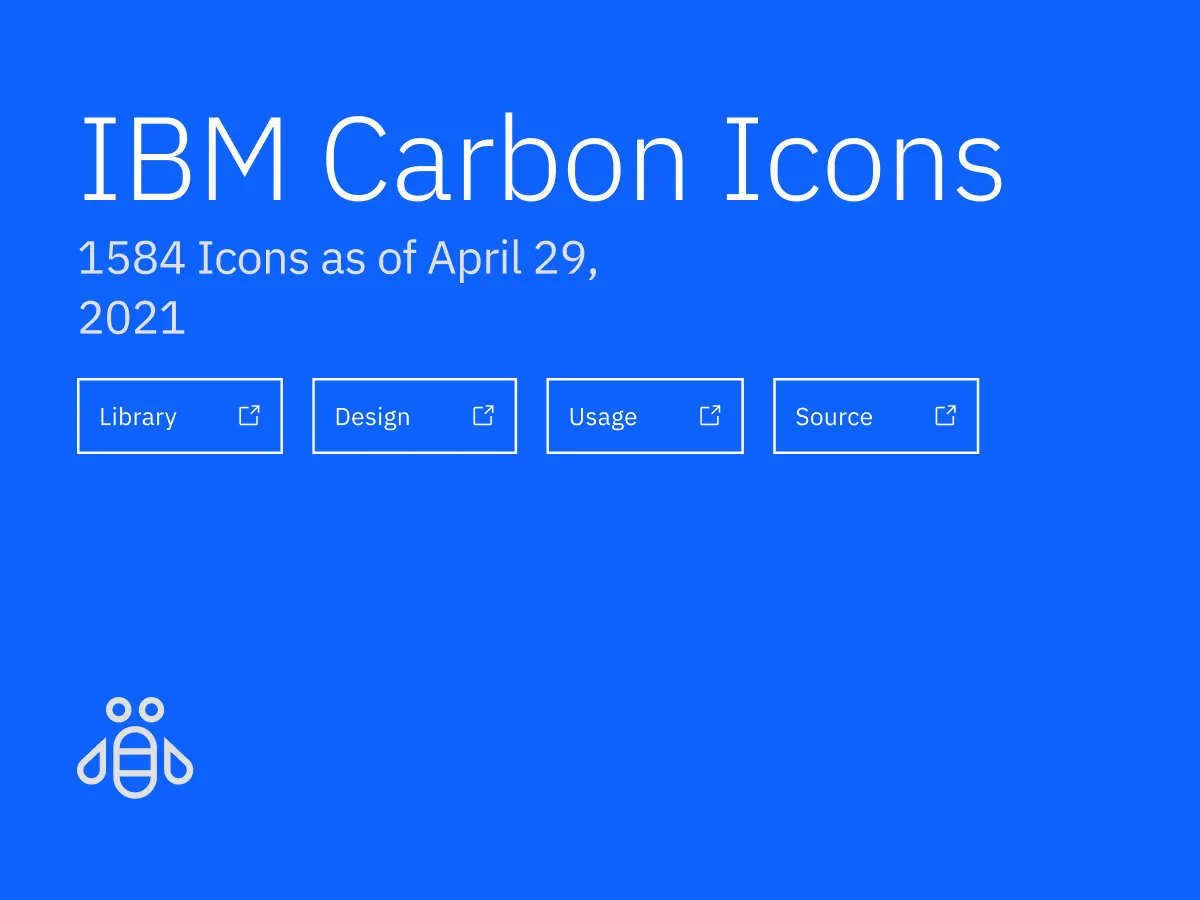 IBM Carbon Icons
1584 Icons as of April 29,
2021
Library
Design
Usage
Source